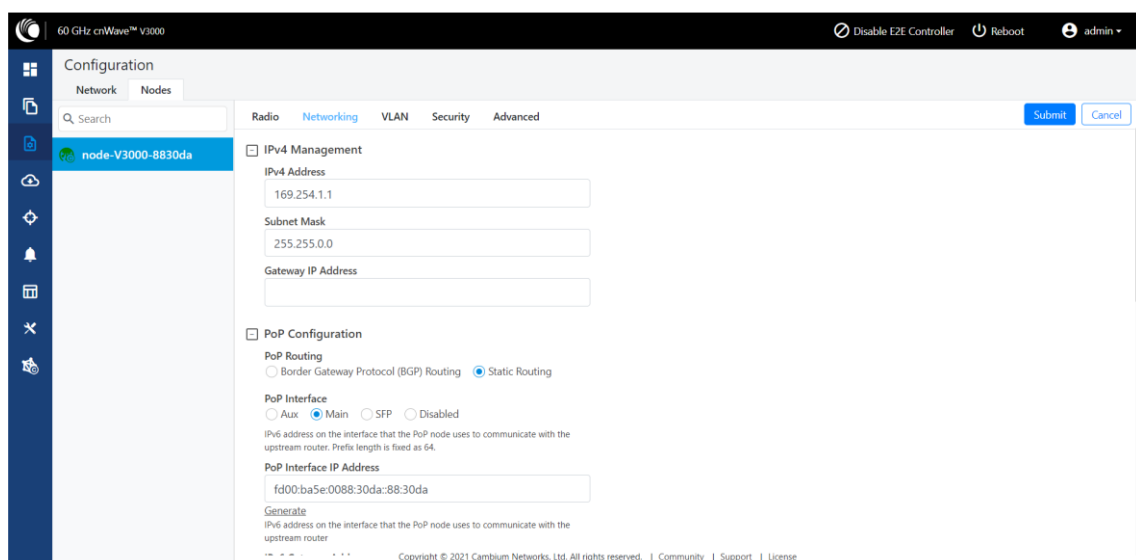 60 GHz cnWave™ V3000
Disable E2E Controller
Reboot
admin
Configuration
Network Nodes
Search
node-V3000-8830da
Radio Networking VLAN Security Advanced
Submit Cancel
IPv4 Management
IPv4 Address
169.254.1.1
Subnet Mask
255.255.0.0
Gateway IP Address
PoP Configuration
PoP Routing
Border Gateway Protocol (BGP) Routing Static Routing
PoP Interface
Aux Main SFP Disabled
IPv6 address on the interface that the PoP node uses to communicate with the
upstream router. Prefix length is fixed as 64.
PoP Interface IP Address
fd00:ba5e:0088:30da::88:30da
Generate
IPv6 address on the interface that the PoP node uses to communicate with the
upstream router
Copyright © 2021 Cambium Networks, Ltd. All rights reserved. | Community | Support | License